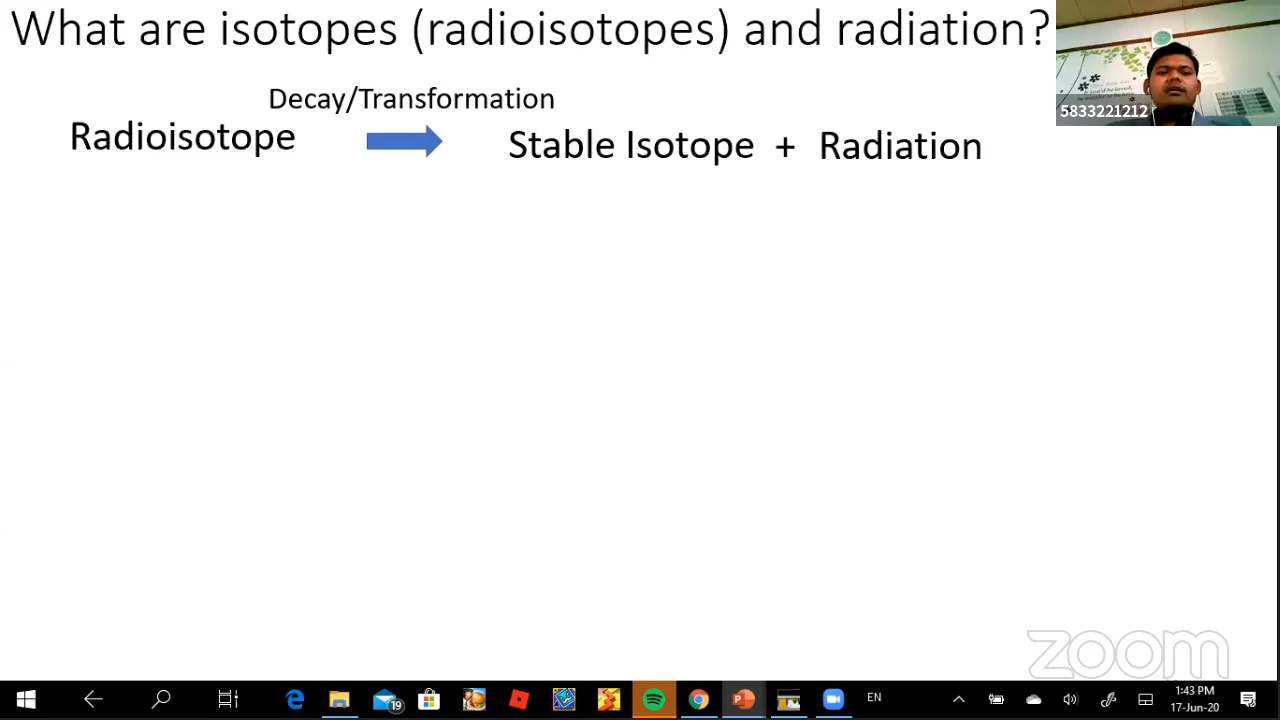 What are isotopes (radioisotopes) and radiation?
5833221212
Decay/Transformation
Radioisotope
Stable Isotope + Radiation
zoom
19
EN
1:43 PM
17-Jun-20